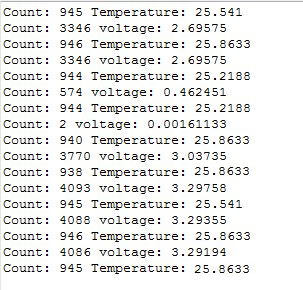 Count: 945 Temperature: 25.541
Count: 3346 voltage: 2.69575
Count: 946 Temperature: 25.8633
Count: 3346 voltage: 2.69575
Count: 944 Temperature: 25.2188
Count: 574 voltage: 0.462451
Count: 944 Temperature: 25.2188
Count: 2 voltage: 0.00161133
Count: 940 Temperature: 25.8633
Count: 3770 voltage: 3.03735
Count: 938 Temperature: 25.8633
Count: 4093 voltage: 3.29758
Count: 945 Temperature: 25.541
Count: 4088 voltage: 3.29355
Count: 946 Temperature: 25.8633
Count: 4086 voltage: 3.29194
Count: 945 Temperature: 25.8633